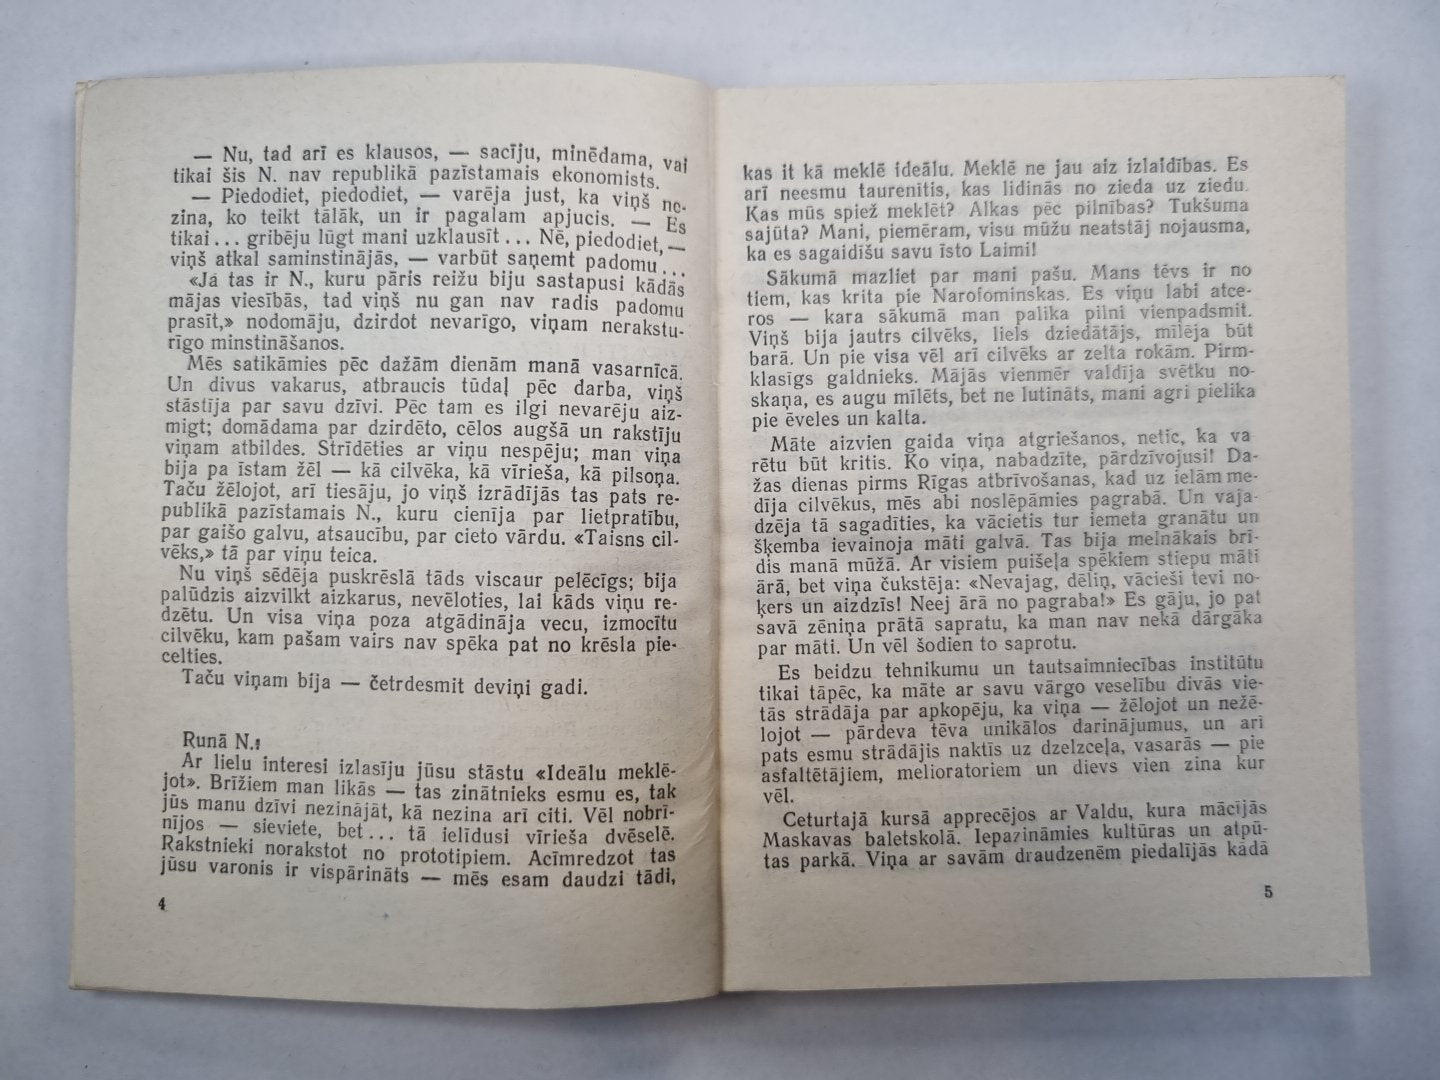 — Nu, tad arī es klausos, — sacīju, minēdama, vai
tikai šis N. nav republikā pazīstamais ekonomists.
— Piedodiet, piedodiet, — varēja just, ka viņš ne-
zina, ko teikt tālāk, un ir pagalam apjucis. — Es
tikai... gribēju lūgt mani uzklausīt... Nē, piedodiet, —
viņš atkal saminstinājās, — varbūt saņemt padomu...
«Ja tas ir N., kuru pāris reižu biju sastapusi kādās
mājas viesībās, tad viņš nu gan nav radis padomu
prasīt,» nodomāju, dzirdot nevarīgo, viņam nerakstu-
rīgo minstināšanos.
Mēs satikāmies pēc dažām dienām manā vasarnīcā.
Un divus vakarus, atbraucis tūdaļ pēc darba, viņš
stāstīja par savu dzīvi. Pēc tam es ilgi nevarēju aiz-
migt; domādama par dzirdēto, cēlos augšā un rakstīju
viņam atbildes. Strīdēties ar viņu nespēju; man viņa
bija pa īstam žēl — kā cilvēka, kā vīrieša, kā pilsoņa.
Taču žēlojot, arī tiesāju, jo viņš izrādījās tas pats re-
publikā pazīstamais N., kuru cienīja par lietpratību,
par gaišo galvu, atsaucību, par cieto vārdu. «Taisns cil-
vēks,» tā par viņu teica.
Nu viņš sēdēja puskrēslā tāds viscaur pelēcīgs; bija
palūdzis aizvilkt aizkarus, nevēloties, lai kāds viņu re-
dzētu. Un visa viņa poza atgādināja vecu, izmocītu
cilvēku, kam pašam vairs nav spēka pat no krēsla pie-
celties.
Taču viņam bija — četrdesmit deviņi gadi.
Runā N.:
Ar lielu interesi izlasīju jūsu stāstu «Ideālu meklē-
jot». Brīžiem man likās — tas zinātnieks esmu es, tak
jūs manu dzīvi nezinājāt, kā nezina arī citi. Vēl nobrī-
nījos — sieviete, bet... tā ielīdusi vīrieša dvēselē.
Rakstnieki norakstot no prototipiem. Acīmredzot tas
jūsu varonis ir vispārināts — mēs esam daudzi tādi,
4
kas it kā meklē ideālu. Meklē ne jau aiz izlaidības. Es
arī neesmu taurenītis, kas lidinās no zieda uz ziedu.
Kas mūs spiež meklēt? Alkas pēc pilnības? Tukšuma
sajūta? Mani, piemēram, visu mūžu neatstāj nojausma,
ka es sagaidīšu savu īsto Laimi!
Sākumā mazliet par mani pašu. Mans tēvs ir no
tiem, kas krita pie Narofominskas. Es viņu labi atce-
ros — kara sākumā man palika pilni vienpadsmit.
Viņš bija jautrs cilvēks, liels dziedātājs, mīlēja būt
barā. Un pie visa vēl arī cilvēks ar zelta rokām. Pirm-
klasīgs galdnieks. Mājās vienmēr valdīja svētku no-
skaņa, es augu mīlēts, bet ne lutināts, mani agri pielika
pie ēveles un kalta.
Māte aizvien gaida viņa atgriešanos, netic, ka va
rētu būt kritis. Ko viņa, nabadzīte, pārdzīvojusi! Da-
žas dienas pirms Rīgas atbrīvošanas, kad uz ielām me-
dīja cilvēkus, mēs abi noslēpāmies pagrabā. Un vaja-
dzēja tā sagadīties, ka vācietis tur iemeta granātu un
šķemba ievainoja māti galvā. Tas bija melnākais brī-
dis manā mūžā. Ar visiem puišeļa spēkiem stiepu māti
ārā, bet viņa čukstēja: «Nevajag, dēliņ, vācieši tevi no-
ķers un aizdzīs! Neej ārā no pagraba!» Es gāju, jo pat
savā zēniņa prātā sapratu, ka man nav nekā dārgāka
par māti. Un vēl šodien to saprotu.
Es beidzu tehnikumu un tautsaimniecības institūtu
tikai tāpēc, ka māte ar savu vārgo veselību divās vie-
tās strādāja par apkopēju, ka viņa — žēlojot un nežē-
lojot — pārdeva tēva unikālos darinājumus, un arī
pats esmu strādājis naktīs uz dzelzceļa, vasarās — pie
asfaltētājiem, melioratoriem un dievs vien zina kur
vēl.
Ceturtajā kursā apprecējos ar Valdu, kura mācījās
Maskavas baletskolā. Iepazināmies kultūras un atpū-
tas parkā. Viņa ar savām draudzenēm piedalījās kādā
5